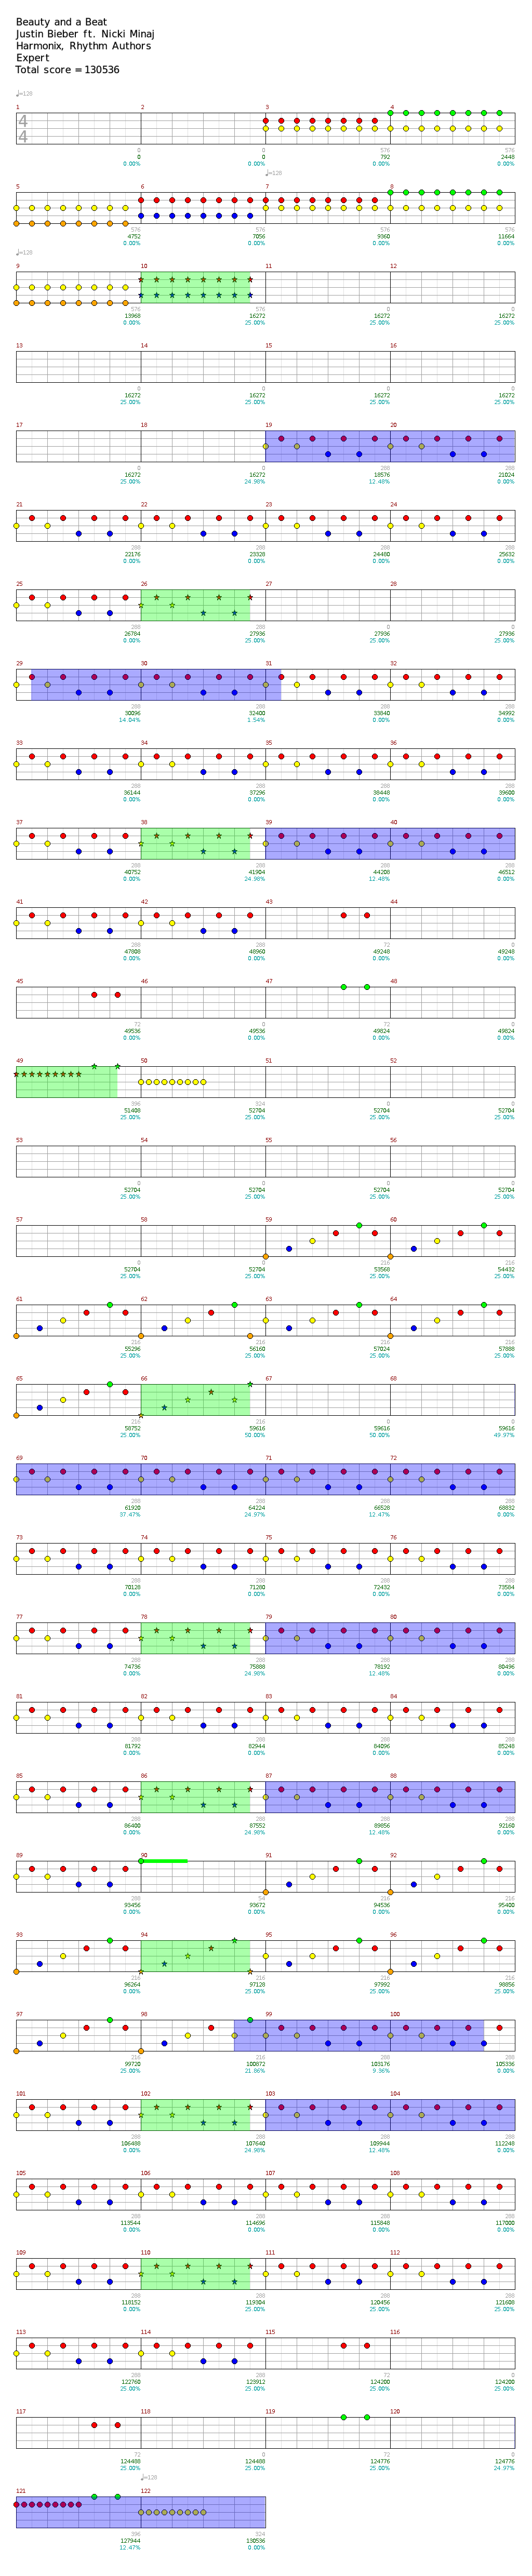 Beauty and a Beat
Justin Bieber ft. Nicki Minaj
Harmonix, Rhythm Authors
Expert
Total score = 130536
♩=128
1 2 3 4
4
4
0 0 576 576
0 0 792 2448
0.00% 0.00% 0.00% 0.00%
♩=128
5 6 7 8
576 576 576 576
4752 7056 9360 11664
0.00% 0.00% 0.00% 0.00%
♩=128
9 10 11 12
576 576 0 0
13968 16272 16272 16272
0.00% 25.00% 25.00% 25.00%
13 14 15 16
0 0 0 0
16272 16272 16272 16272
25.00% 25.00% 25.00% 25.00%
17 18 19 20
0 0 288 288
16272 16272 18576 21024
25.00% 24.98% 12.48% 0.00%
21 22 23 24
288 288 288 288
22176 23328 24480 25632
0.00% 0.00% 0.00% 0.00%
25 26 27 28
288 288 0 0
26784 27936 27936 27936
0.00% 25.00% 25.00% 25.00%
29 30 31 32
288 288 288 288
30096 32400 33840 34992
14.04% 1.54% 0.00% 0.00%
33 34 35 36
288 288 288 288
36144 37296 38448 39600
0.00% 0.00% 0.00% 0.00%
37 38 39 40
288 288 288 288
40752 41904 44208 46512
0.00% 24.98% 12.48% 0.00%
41 42 43 44
288 288 72 0
47808 48960 49248 49248
0.00% 0.00% 0.00% 0.00%
45 46 47 48
72 0 72 0
49536 49536 49824 49824
0.00% 0.00% 0.00% 0.00%
49 50 51 52
396 324 0 0
51408 52704 52704 52704
25.00% 25.00% 25.00% 25.00%
53 54 55 56
0 0 0 0
52704 52704 52704 52704
25.00% 25.00% 25.00% 25.00%
57 58 59 60
0 0 216 216
52704 52704 53568 54432
25.00% 25.00% 25.00% 25.00%
61 62 63 64
216 216 216 216
55296 56160 57024 57888
25.00% 25.00% 25.00% 25.00%
65 66 67 68
216 216 0 0
58752 59616 59616 59616
25.00% 50.00% 50.00% 49.97%
69 70 71 72
288 288 288 288
61920 64224 66528 68832
37.47% 24.97% 12.47% 0.00%
73 74 75 76
288 288 288 288
70128 71280 72432 73584
0.00% 0.00% 0.00% 0.00%
77 78 79 80
288 288 288 288
74736 75888 78192 80496
0.00% 24.98% 12.48% 0.00%
81 82 83 84
288 288 288 288
81792 82944 84096 85248
0.00% 0.00% 0.00% 0.00%
85 86 87 88
288 288 288 288
86400 87552 89856 92160
0.00% 24.98% 12.48% 0.00%
89 90 91 92
288 54 216 216
93456 93672 94536 95400
0.00% 0.00% 0.00% 0.00%
93 94 95 96
216 216 216 216
96264 97128 97992 98856
0.00% 25.00% 25.00% 25.00%
97 98 99 100
216 216 288 288
99720 100872 103176 105336
25.00% 21.86% 9.36% 0.00%
101 102 103 104
288 288 288 288
106488 107640 109944 112248
0.00% 24.98% 12.48% 0.00%
105 106 107 108
288 288 288 288
113544 114696 115848 117000
0.00% 0.00% 0.00% 0.00%
109 110 111 112
288 288 288 288
118152 119304 120456 121608
0.00% 25.00% 25.00% 25.00%
113 114 115 116
288 288 72 0
122760 123912 124200 124200
25.00% 25.00% 25.00% 25.00%
117 118 119 120
72 0 72 0
124488 124488 124776 124776
25.00% 25.00% 25.00% 24.97%
♩=128
121 122
396 324
127944 130536
12.47% 0.00%